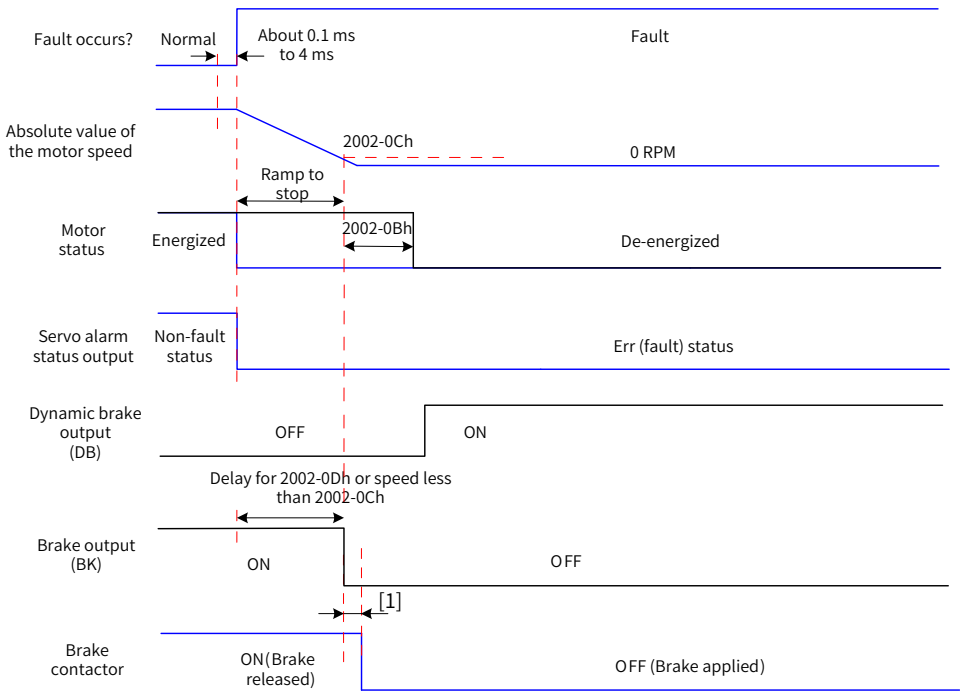 Fault occurs?
Normal
About 0.1 ms
to 4 ms
Fault
Absolute value of
the motor speed
2002-0Ch
0 RPM
Ramp to
stop
Motor
status
Energized
2002-0Bh
De-energized
Servo alarm
status output
Non-fault
status
Err (fault) status
Dynamic brake
output
(DB)
OFF
ON
Delay for 2002-0Dh or speed less
than 2002-0Ch
Brake output
(BK)
ON
OFF
[1]
Brake
contactor
ON(Brake
released)
OFF (Brake applied)